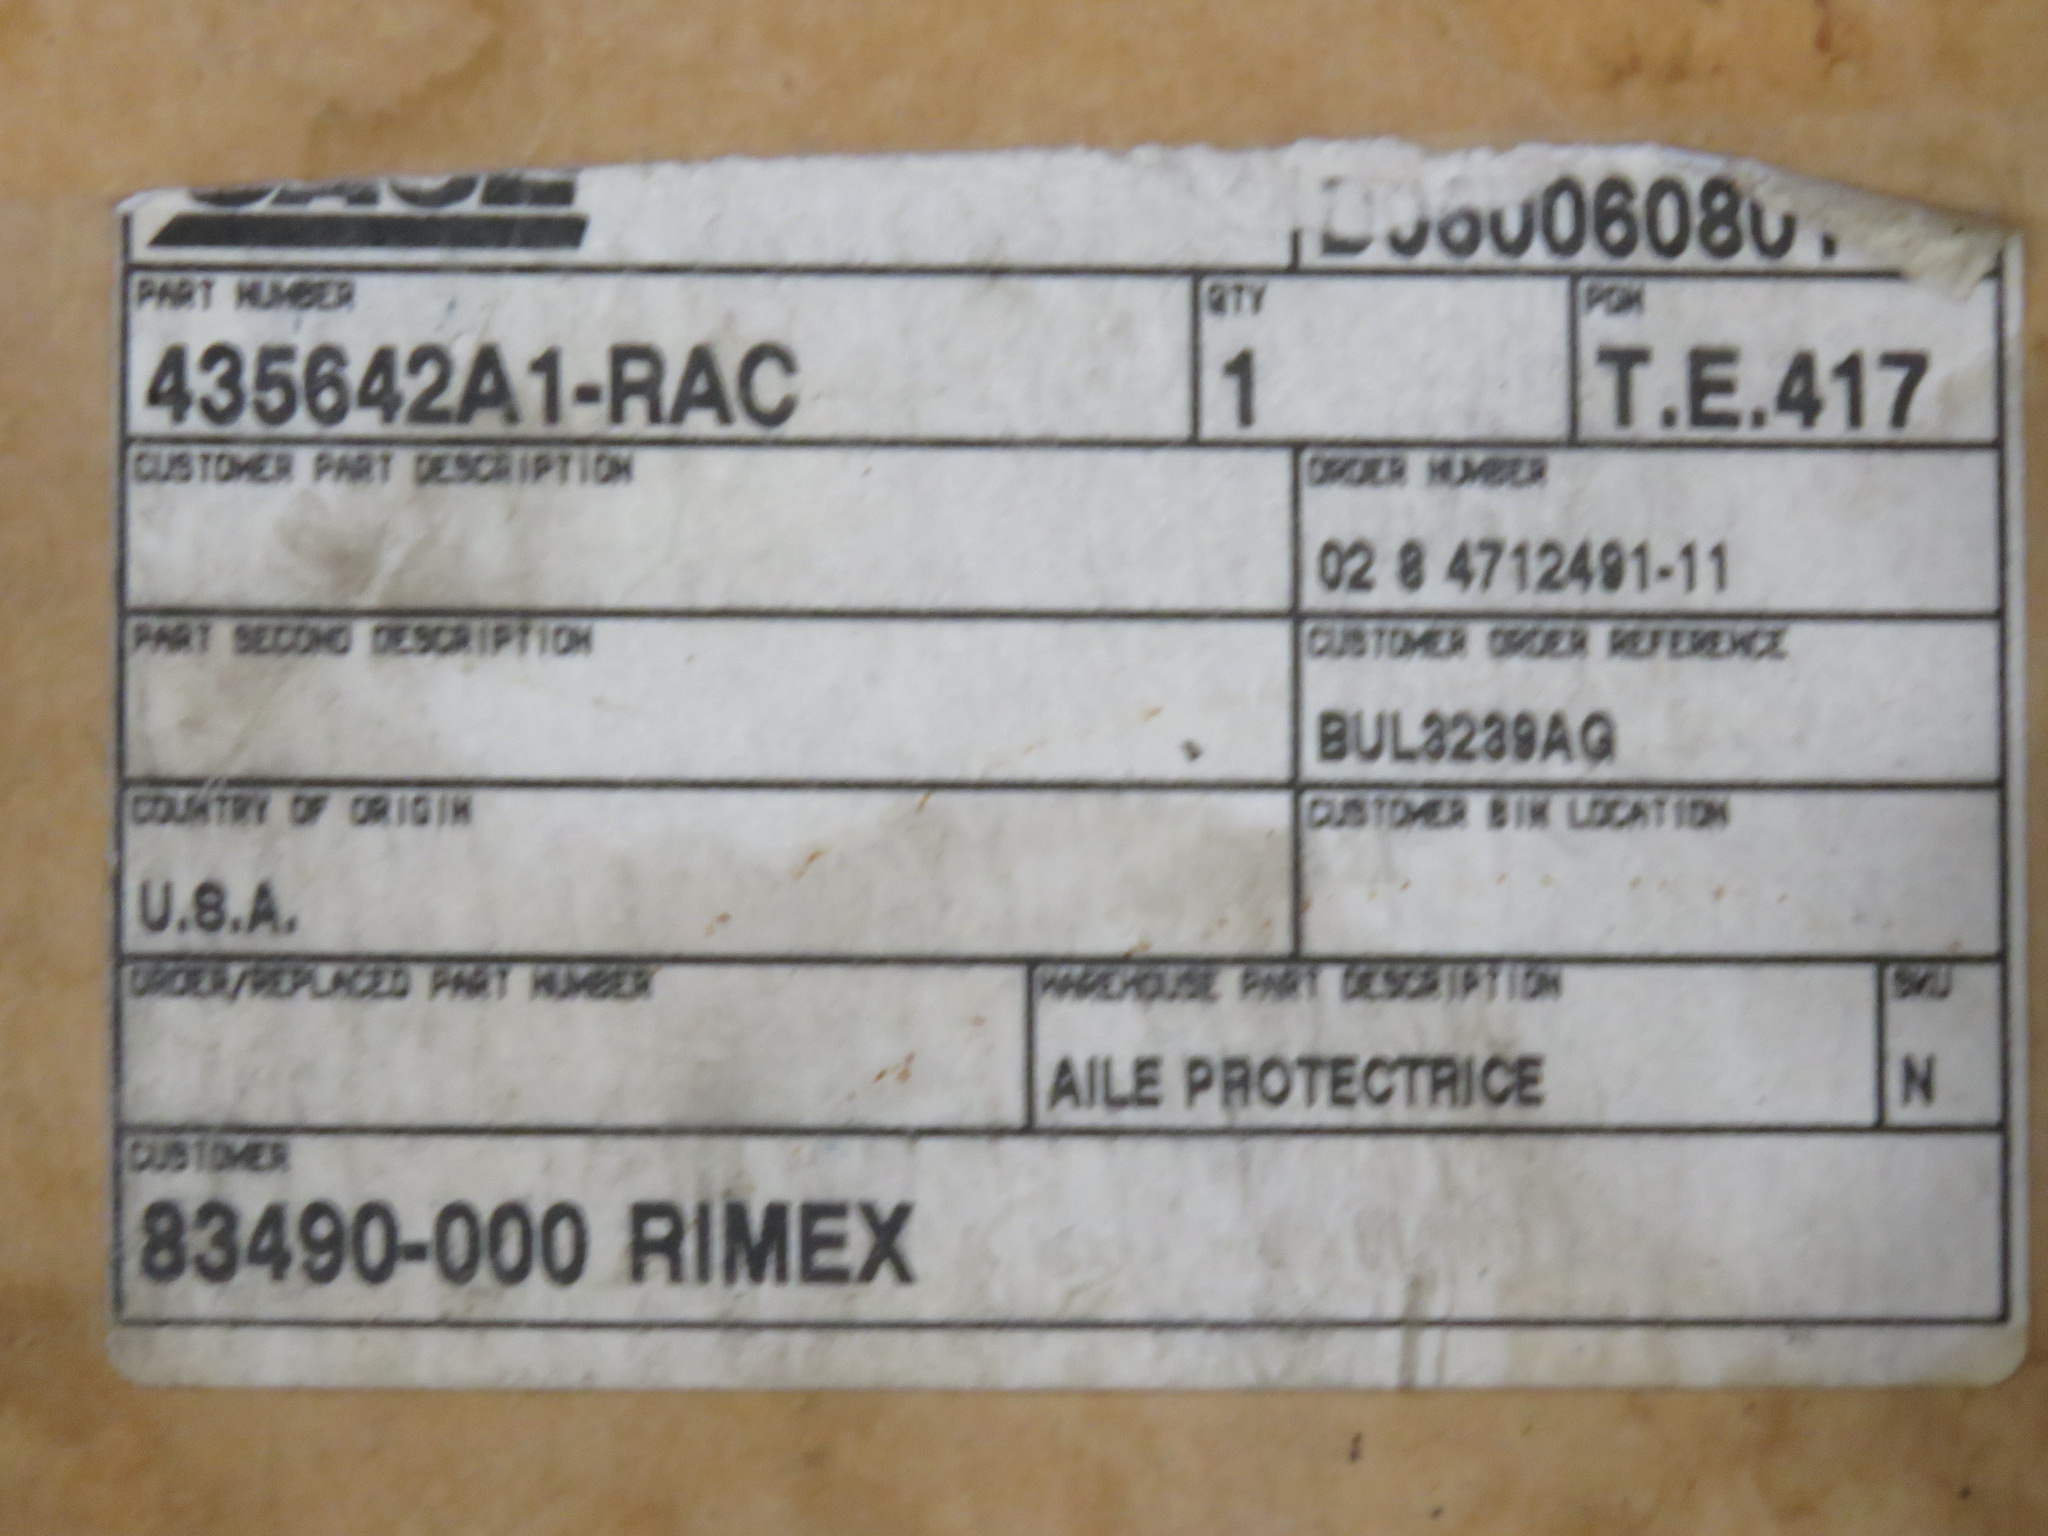 CASE
PART NUMBER
435642A1-RAC
QTY
1
T.E.417
CUSTOMER PART DESCRIPTION
ORDER NUMBER
02 8 4712491-11
PART SECOND DESCRIPTION
CUSTOMER ORDER REFERENCE
BUL3239AG
COUNTRY OF ORIGIN
U.S.A.
CUSTOMER BIN LOCATION
ORDER/REPLACED PART NUMBER
WAREHOUSE PART DESCRIPTION
AILE PROTECTRICE
N
CUSTOMER
83490-000 RIMEX